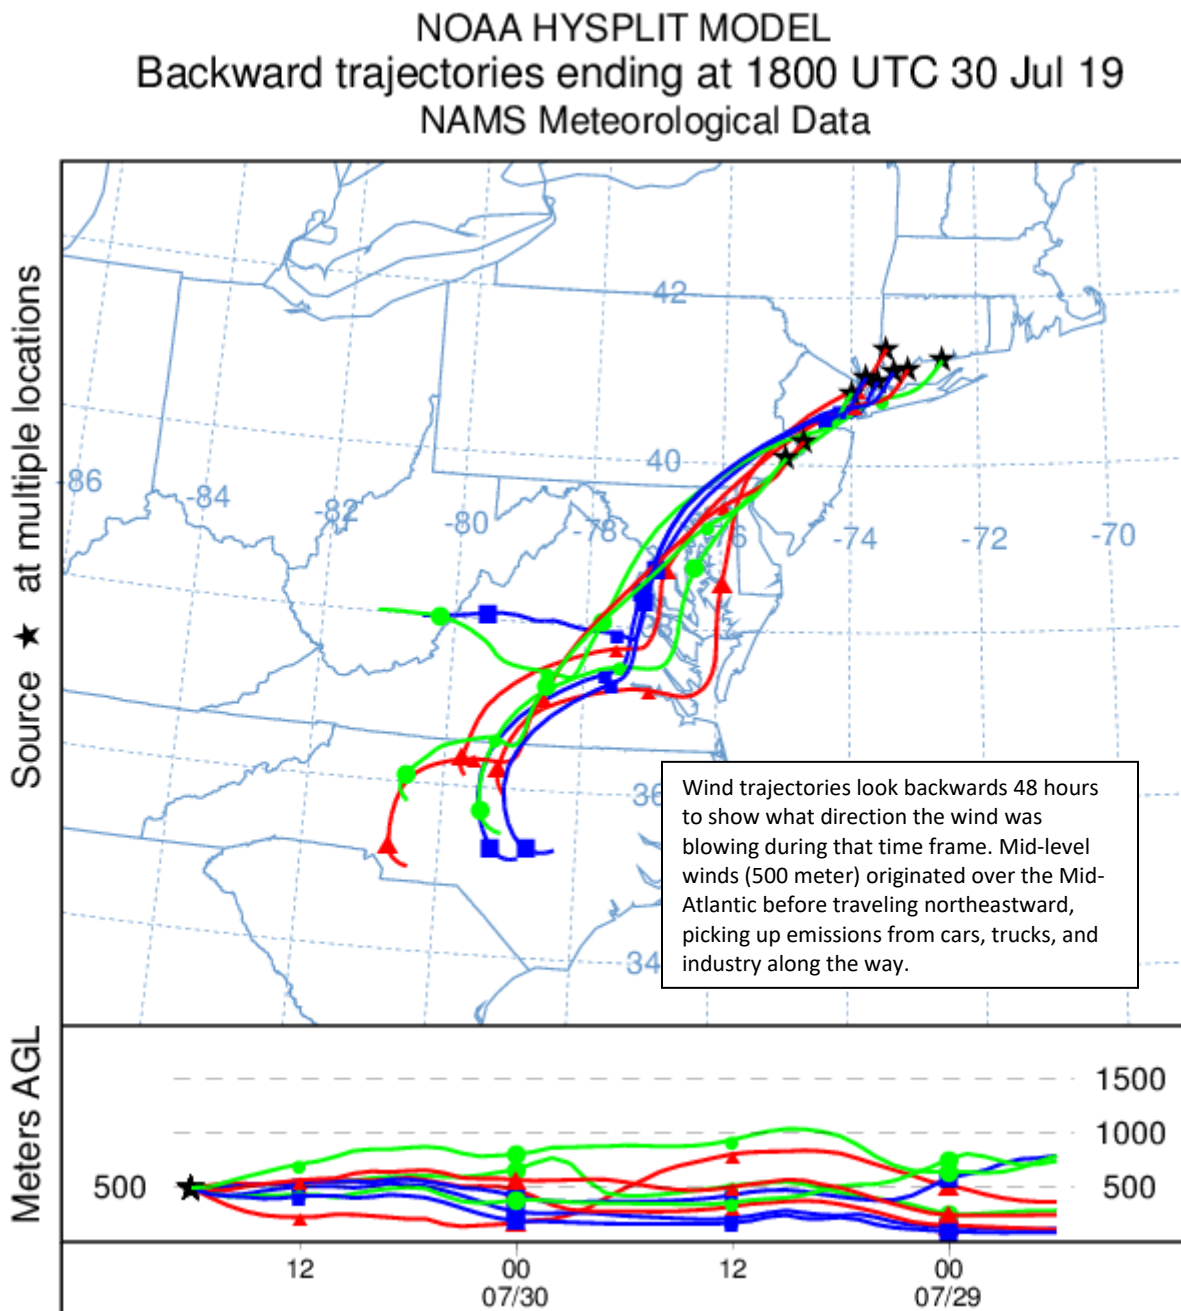 NOAA HYSPLIT MODEL
Backward trajectories ending at 1800 UTC 30 Jul 19
NAMS Meteorological Data
Source ★ at multiple locations
42
40
-86
-84
-82
-80
-78
-74
-72
-70
36
34
Wind trajectories look backwards 48 hours
to show what direction the wind was
blowing during that time frame. Mid-level
winds (500 meter) originated over the Mid-
Atlantic before traveling northeastward,
picking up emissions from cars, trucks, and
industry along the way.
Meters AGL
1500
1000
500
500
12
00
12
00
07/30
07/29